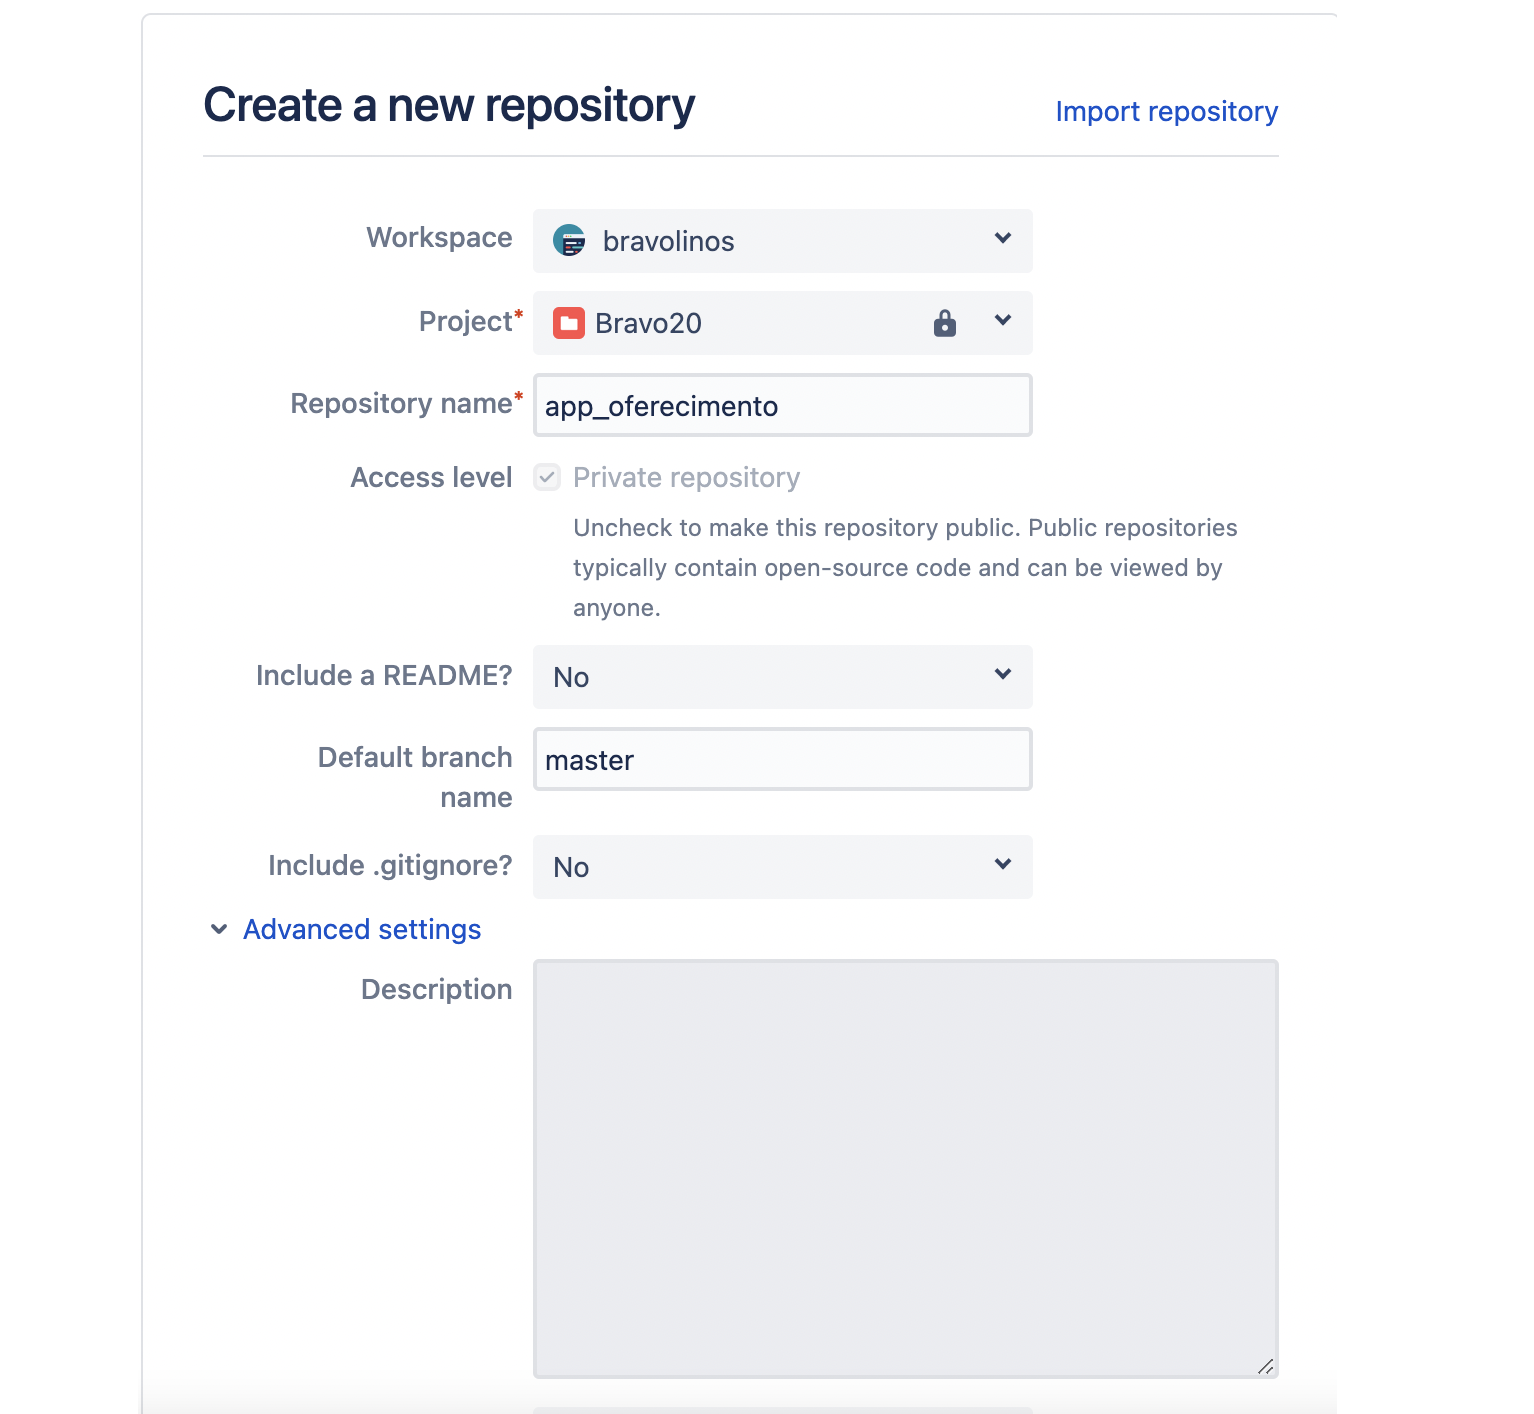 Create a new repository
Import repository
Workspace
bravolinos
Project*
Bravo20
Repository name*
app_oferecimento
Access level
Private repository
Uncheck to make this repository public. Public repositories
typically contain open-source code and can be viewed by
anyone.
Include a README?
No
Default branch
name
master
Include .gitignore?
No
Advanced settings
Description